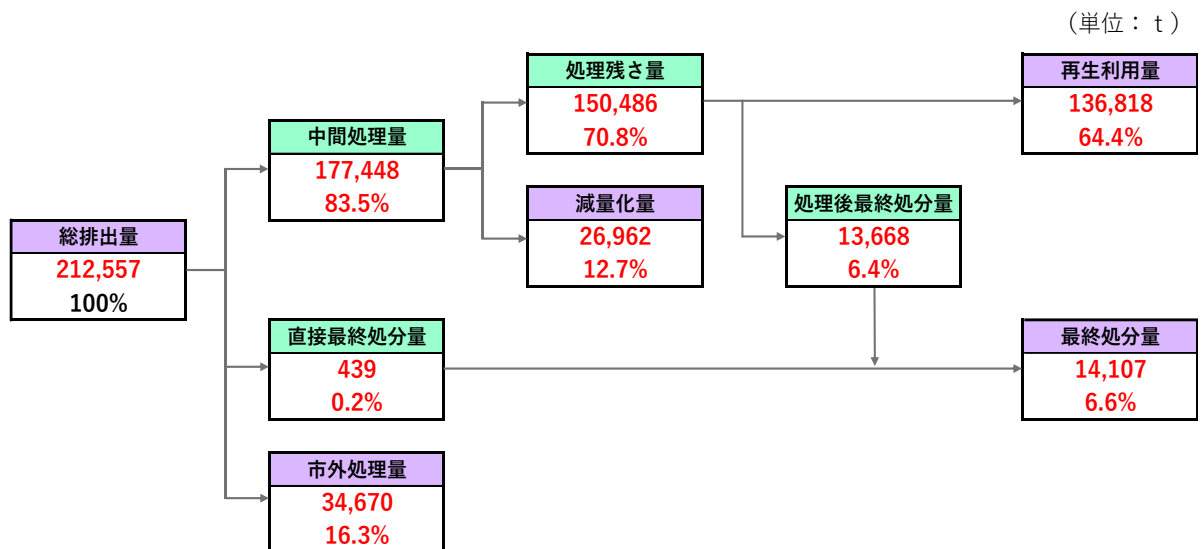 （単位：ｔ）
処理残さ量
150,486
70.8%
再生利用量
136,818
64.4%
中間処理量
177,448
83.5%
減量化量
26,962
12.7%
処理後最終処分量
13,668
6.4%
総排出量
212,557
100%
直接最終処分量
439
0.2%
最終処分量
14,107
6.6%
市外処理量
34,670
16.3%